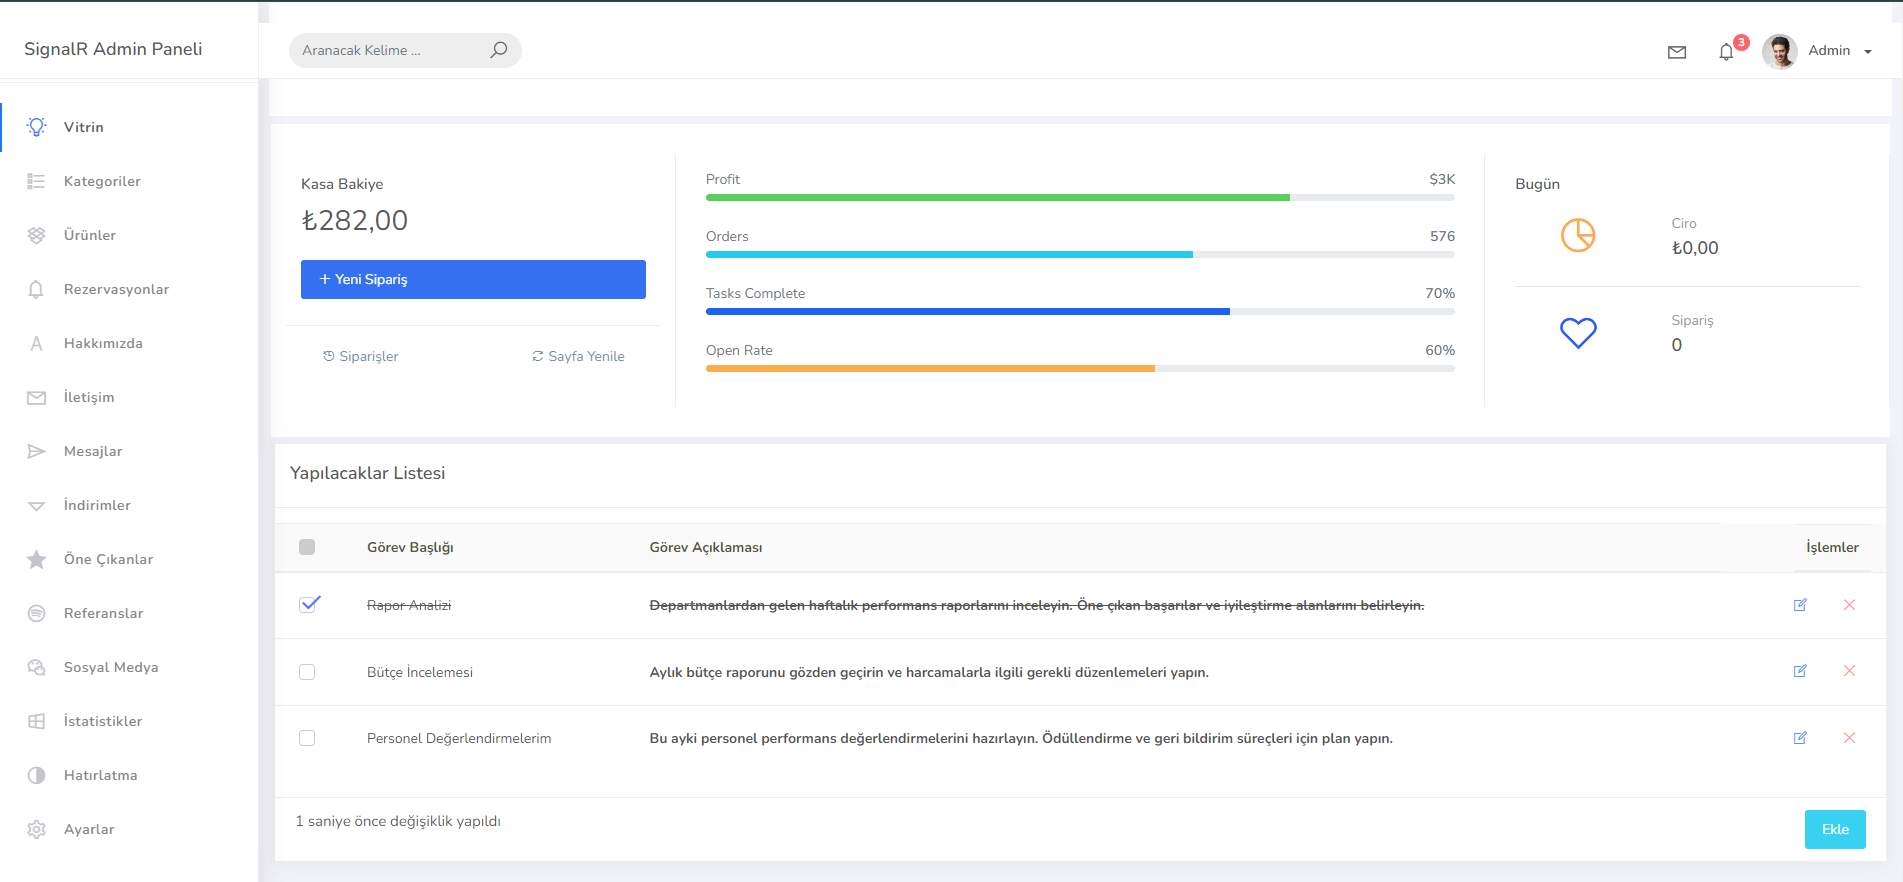 SignalR Admin Paneli
Aranacak Kelime ...
3
Admin
Vitrin
Kategoriler
Ürünler
Rezervasyonlar
Hakkımızda
İletişim
Mesajlar
İndirimler
Öne Çıkanlar
Referanslar
Sosyal Medya
İstatistikler
Hatırlatma
Ayarlar
Kasa Bakiye
₺282,00
+ Yeni Sipariş
Siparişler
Sayfa Yenile
Profit $3K
Orders 576
Tasks Complete 70%
Open Rate 60%
Bugün
Ciro
₺0,00
Sipariş
0
Yapılacaklar Listesi
Görev Başlığı Görev Açıklaması İşlemler
Rapor Analizi Departmanlardan gelen haftalık performans raporlarını inceleyin. Öne çıkan başarılar ve iyileştirme alanlarını belirleyin.
Bütçe İncelemesi Aylık bütçe raporunu gözden geçirin ve harcamalarla ilgili gerekli düzenlemeleri yapın.
Personel Değerlendirmelerim Bu ayki personel performans değerlendirmelerini hazırlayın. Ödüllendirme ve geri bildirim süreçleri için plan yapın.
1 saniye önce değişiklik yapıldı
Ekle